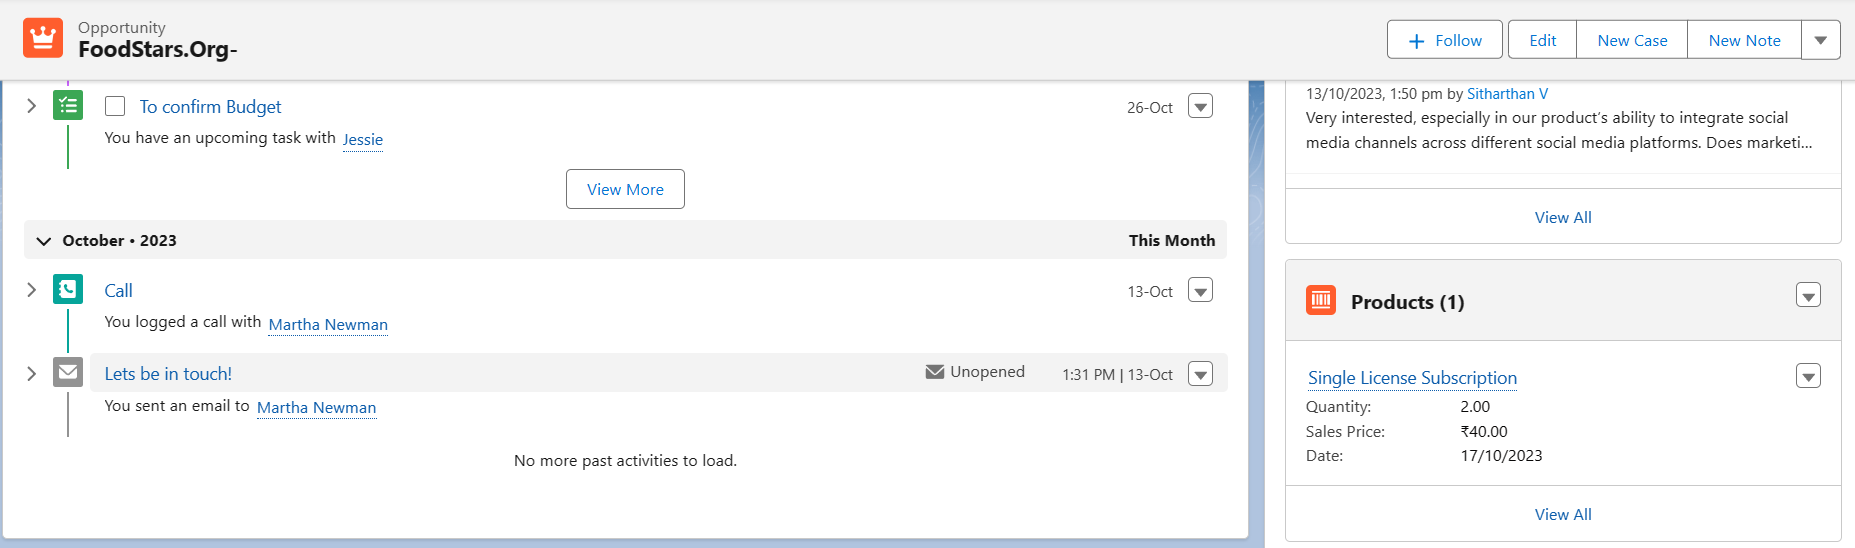 Opportunity
FoodStars.Org-
Follow
Edit
New Case
New Note
To confirm Budget
26-Oct
You have an upcoming task with Jessie
View More
October • 2023
This Month
Call
13-Oct
You logged a call with Martha Newman
Lets be in touch!
Unopened
1:31 PM | 13-Oct
You sent an email to Martha Newman
No more past activities to load.
13/10/2023, 1:50 pm by Sitharthan V
Very interested, especially in our product’s ability to integrate social
media channels across different social media platforms. Does marketi...
View All
Products (1)
Single License Subscription
Quantity: 2.00
Sales Price: ₹40.00
Date: 17/10/2023
View All